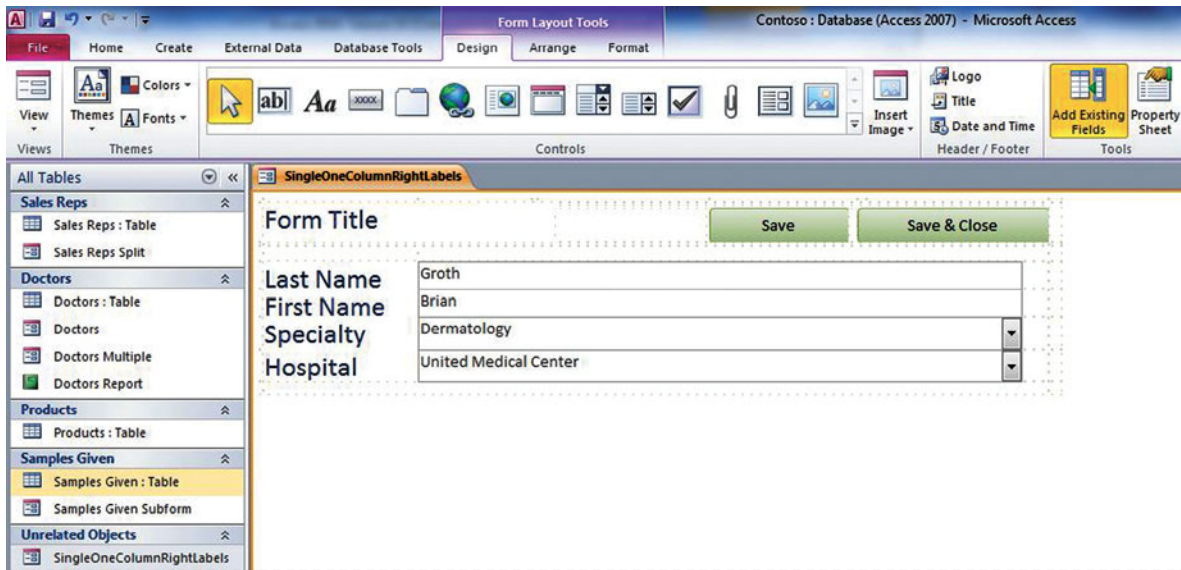 A
Form Layout Tools
Contoso : Database (Access 2007) - Microsoft Access
File Home Create External Data Database Tools Design Arrange Format
View
Views
Aa
Themes
Colors
A Fonts
Themes
ab| Aa xxxx
Controls
Insert
Image
Logo
Title
Date and Time
Header / Footer
Add Existing
Fields
Property
Sheet
Tools
All Tables «
Sales Reps
Sales Reps : Table
Sales Reps Split
Doctors
Doctors : Table
Doctors
Doctors Multiple
Doctors Report
Products
Products : Table
Samples Given
Samples Given : Table
Samples Given Subform
Unrelated Objects
SingleOneColumnRightLabels
SingleOneColumnRightLabels
Form Title Save Save & Close
Last Name Groth
First Name Brian
Specialty Dermatology
Hospital United Medical Center